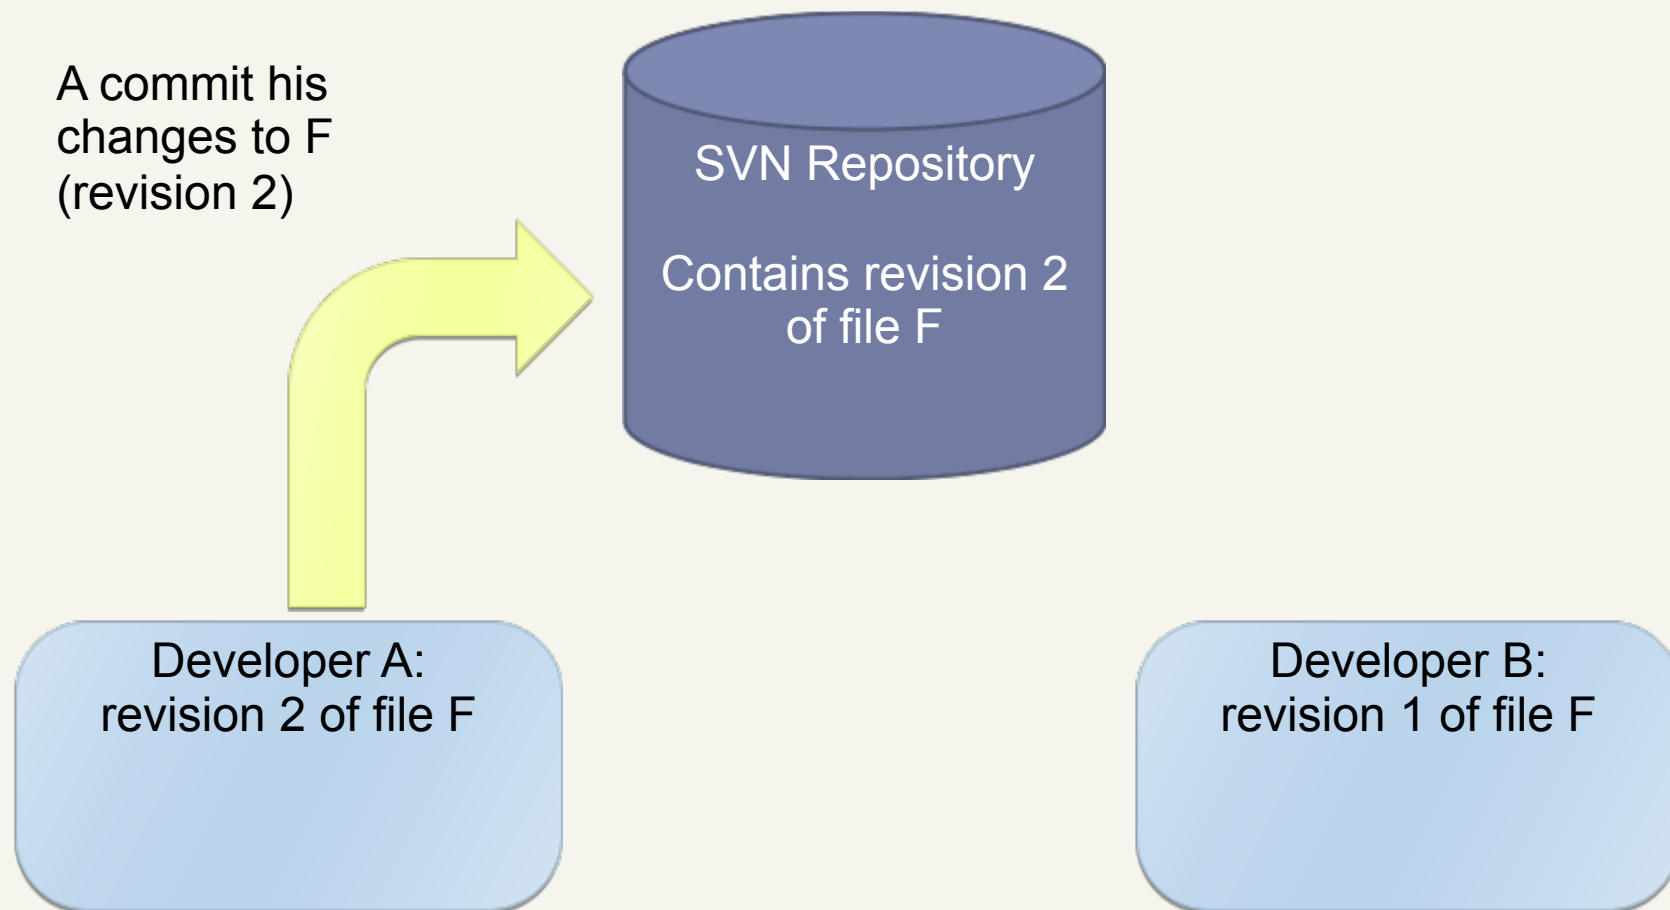 A commit his
changes to F
(revision 2)
SVN Repository
Contains revision 2
of file F
Developer A:
revision 2 of file F
Developer B:
revision 1 of file F